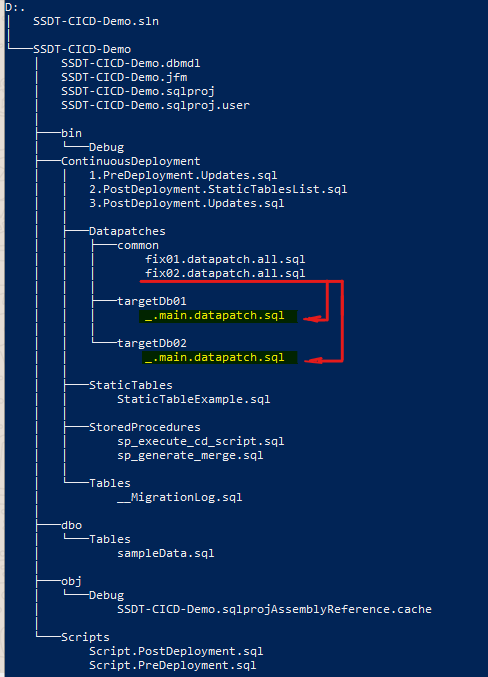 D:.
SSDT-CICD-Demo.sln
SSDT-CICD-Demo
SSDT-CICD-Demo.dbmdl
SSDT-CICD-Demo.jfm
SSDT-CICD-Demo.sqlproj
SSDT-CICD-Demo.sqlproj.user
bin
Debug
ContinuousDeployment
1.PreDeployment.Updates.sql
2.PostDeployment.StaticTablesList.sql
3.PostDeployment.Updates.sql
Datapatches
common
fix01.datapatch.all.sql
fix02.datapatch.all.sql
targetDb01
_.main.datapatch.sql
targetDb02
_.main.datapatch.sql
StaticTables
StaticTableExample.sql
StoredProcedures
sp_execute_cd_script.sql
sp_generate_merge.sql
Tables
__MigrationLog.sql
dbo
Tables
sampleData.sql
obj
Debug
SSDT-CICD-Demo.sqlprojAssemblyReference.cache
Scripts
Script.PostDeployment.sql
Script.PreDeployment.sql